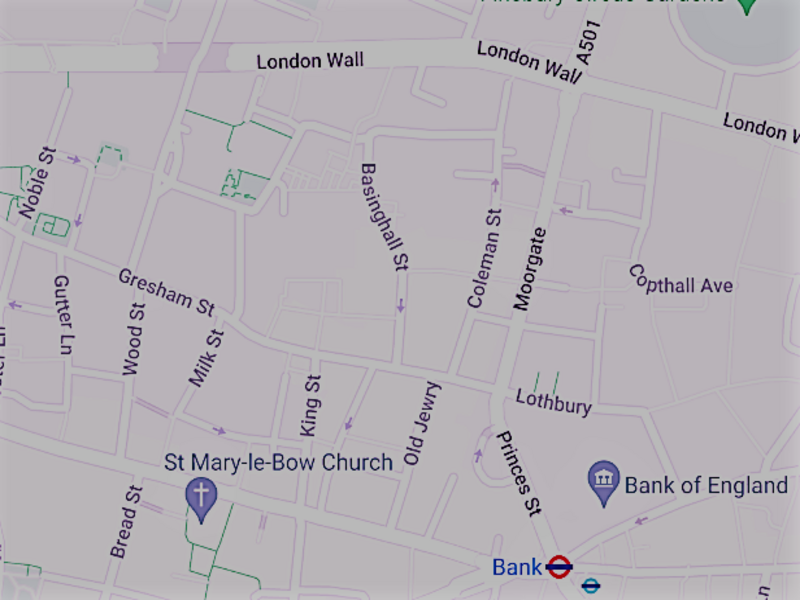 London Wall
London Wall
A501
London W
Noble St
Basinghall St
Coleman St
Moorgate
Copthall Ave
Gresham St
Gutter Ln
Wood St
Milk St
King St
Old Jewry
Lothbury
Princes St
St Mary-le-Bow Church
Bank of England
Bread St
Bank
Ln